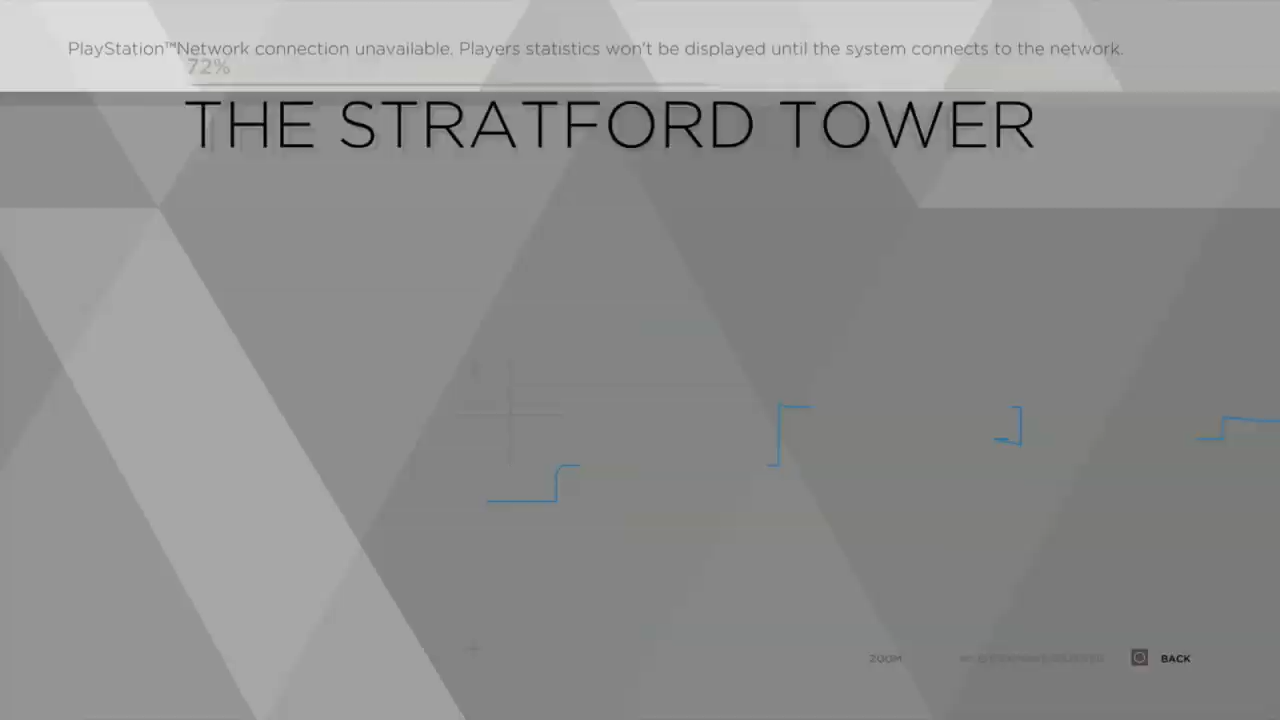 PlayStation™Network connection unavailable. Players statistics won't be displayed until the system connects to the network.
72%
THE STRATFORD TOWER
ZOOM
BACK